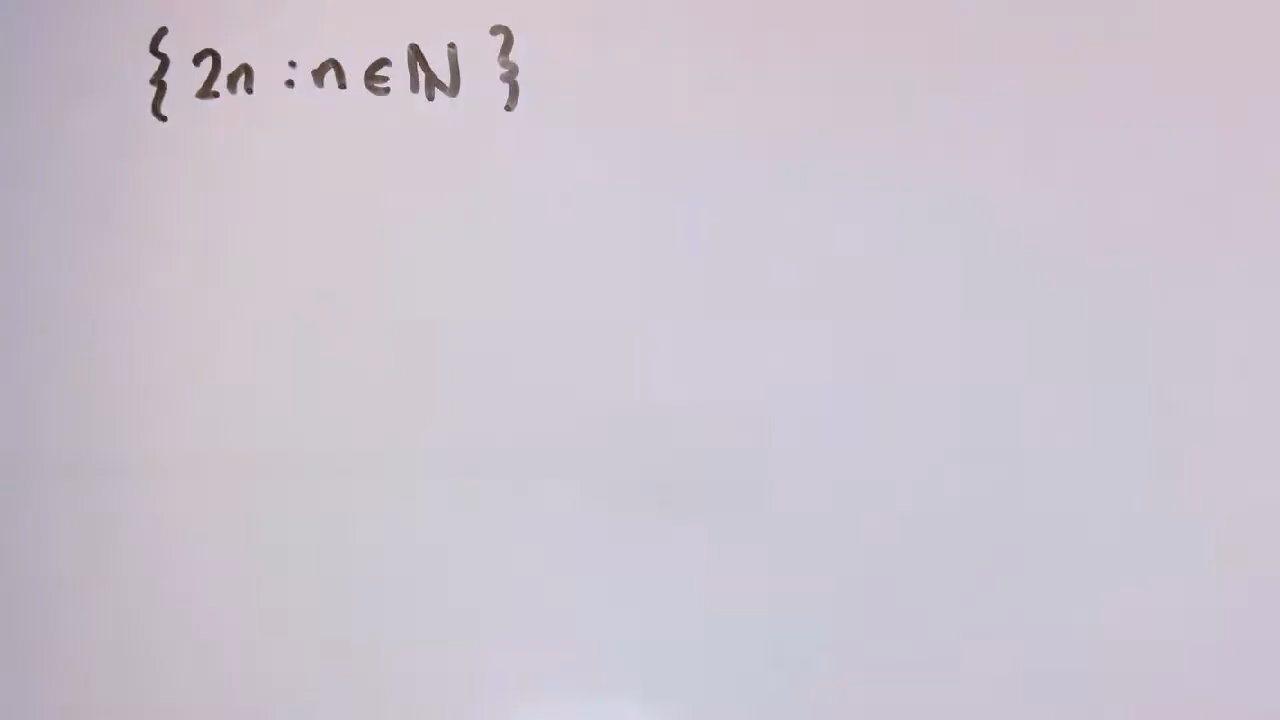 { 2n : n ∈ ℕ }